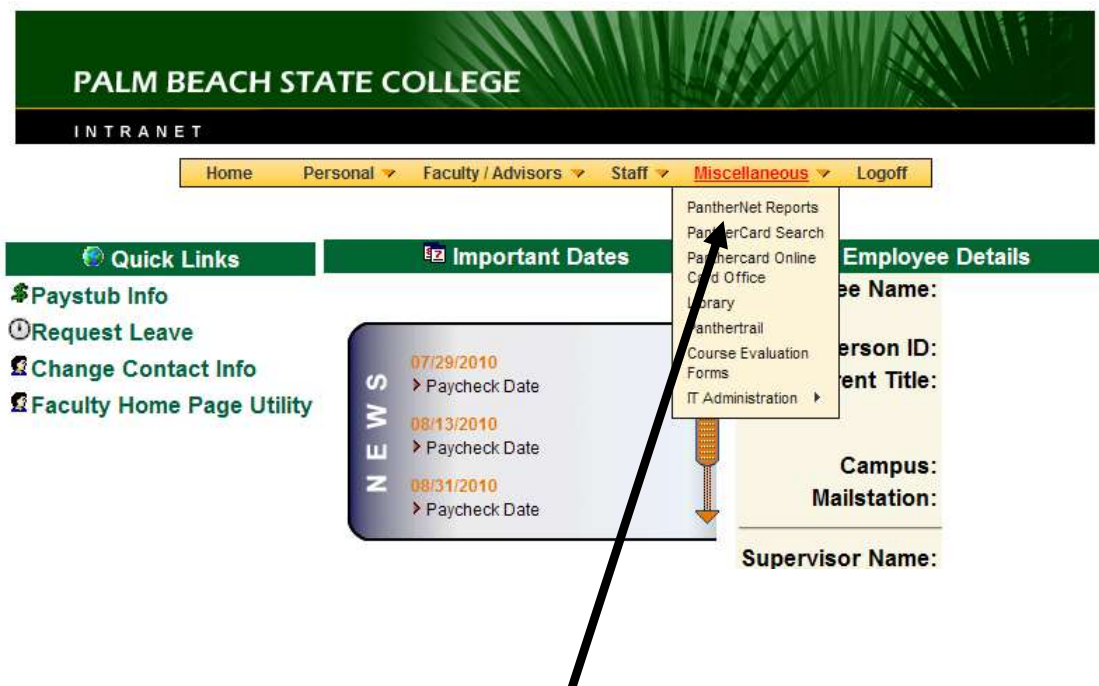 PALM BEACH STATE COLLEGE
INTRANET
Home Personal Faculty / Advisors Staff Miscellaneous Logoff
PantherNet Reports
PantherCard Search
Panthercard Online
Card Office
Library
Panthertrail
Course Evaluation
Forms
IT Administration
Quick Links
Paystub Info
Request Leave
Change Contact Info
Faculty Home Page Utility
Important Dates
NEWS
07/29/2010
Paycheck Date
08/13/2010
Paycheck Date
08/31/2010
Paycheck Date
Employee Details
Name:
ID:
Title:
Campus:
Mailstation:
Supervisor Name: